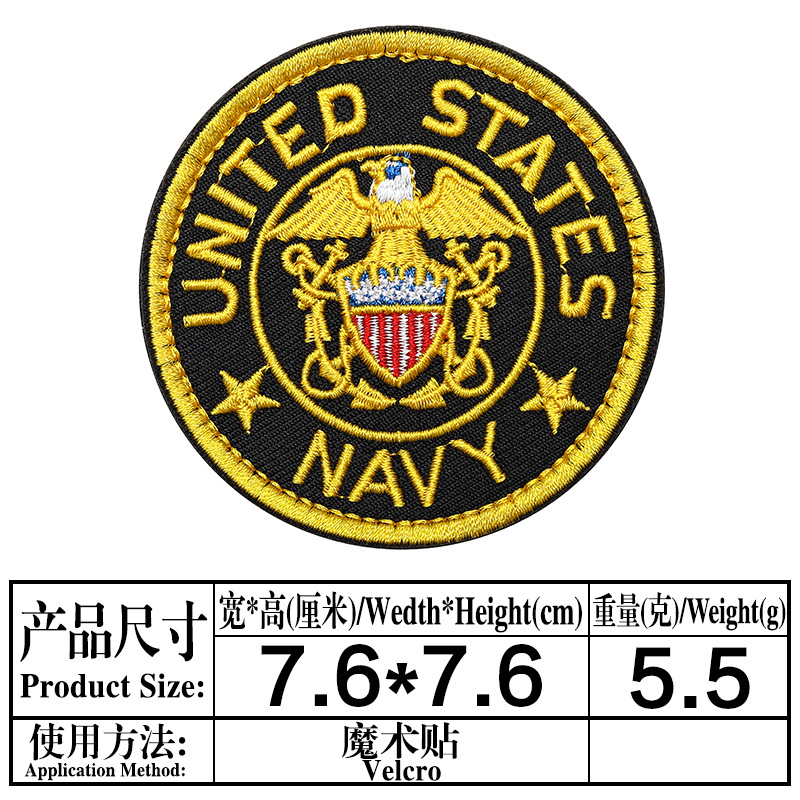 UNITED STATES
NAVY
产品尺寸
Product Size:
宽*高(厘米)/Wedth*Height(cm)
重量(克)/Weight(g)
7.6*7.6
5.5
使用方法:
Application Method:
魔术贴
Velcro